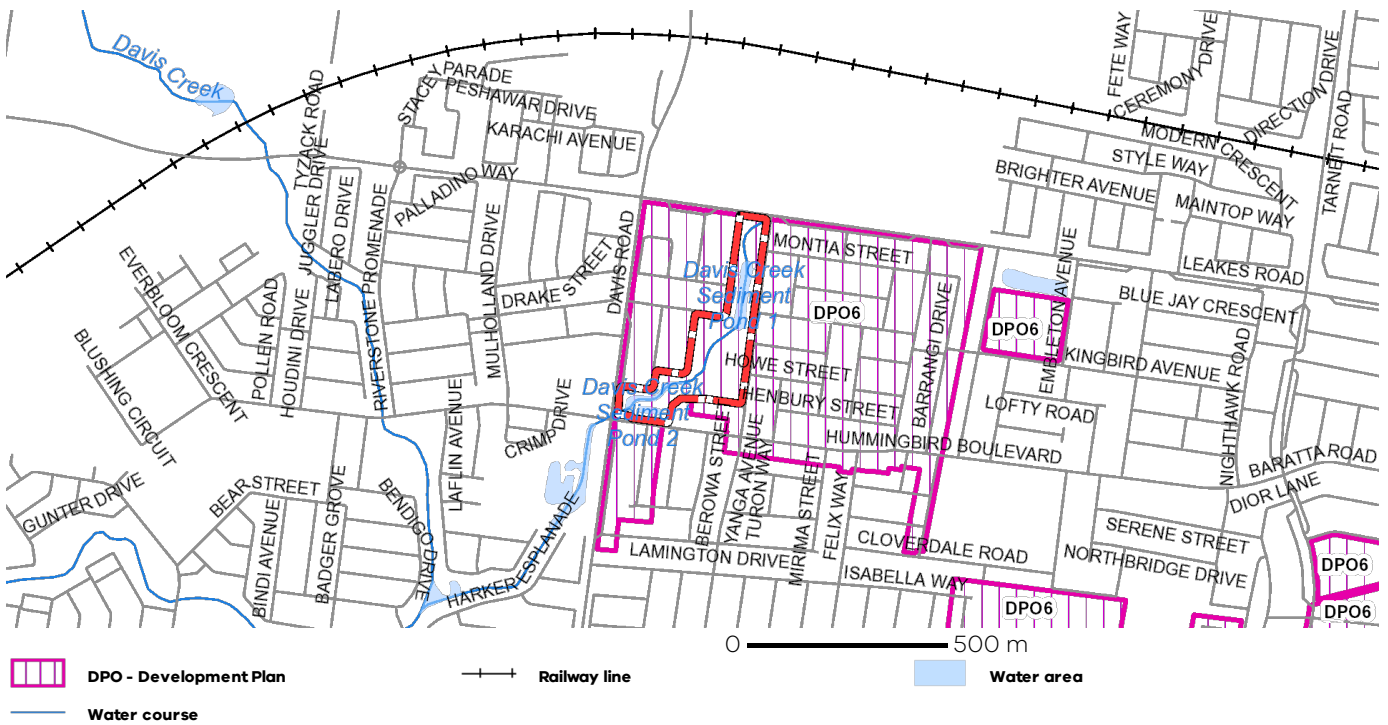 Davis Creek
TYZACK ROAD
JUGGLER DRIVE
LABERO DRIVE
STACEY
PARADE
PESHAWAR DRIVE
KARACHI AVENUE
PALLADINO WAY
RIVERSTONE PROMENADE
MULHOLLAND DRIVE
DRAKE STREET
DAVIS ROAD
EVERBLOOM CRESCENT
BLUSHING CIRCUIT
POLLEN ROAD
HOUDINI DRIVE
LAFLIN AVENUE
CRIMP DRIVE
GUNTER DRIVE
BEAR STREET
BINDI AVENUE
BADGER GROVE
BENDIGO DRIVE
HARKER ESPLANADE
Davis Creek
Sediment
Pond 1
Davis Creek
Sediment
Pond 2
MONTIA STREET
DPO6
HOWE STREET
HENBURY STREET
BARRANGI DRIVE
HUMMINGBIRD BOULEVARD
BEROWA STREE
YANGA AVENUE
TURON WAY
MIRIMA STREET
FELIX WAY
LAMINGTON DRIVE
CLOVERDALE ROAD
ISABELLA WAY
DPO6
FETE WAY
CEREMONY DRIVE
DIRECTION DRIVE
TARNEIT ROAD
MODERN CRESCENT
STYLE WAY
BRIGHTER AVENUE
MAINTOP WAY
LEAKES ROAD
EMBLETON AVENUE
BLUE JAY CRESCENT
DPO6
KINGBIRD AVENUE
LOFTY ROAD
NIGHTHAWK ROAD
BARATTA ROAD
DIOR LANE
SERENE STREET
NORTHBRIDGE DRIVE
DPO6
DPO6
0 500 m
DPO - Development Plan
Railway line
Water area
Water course